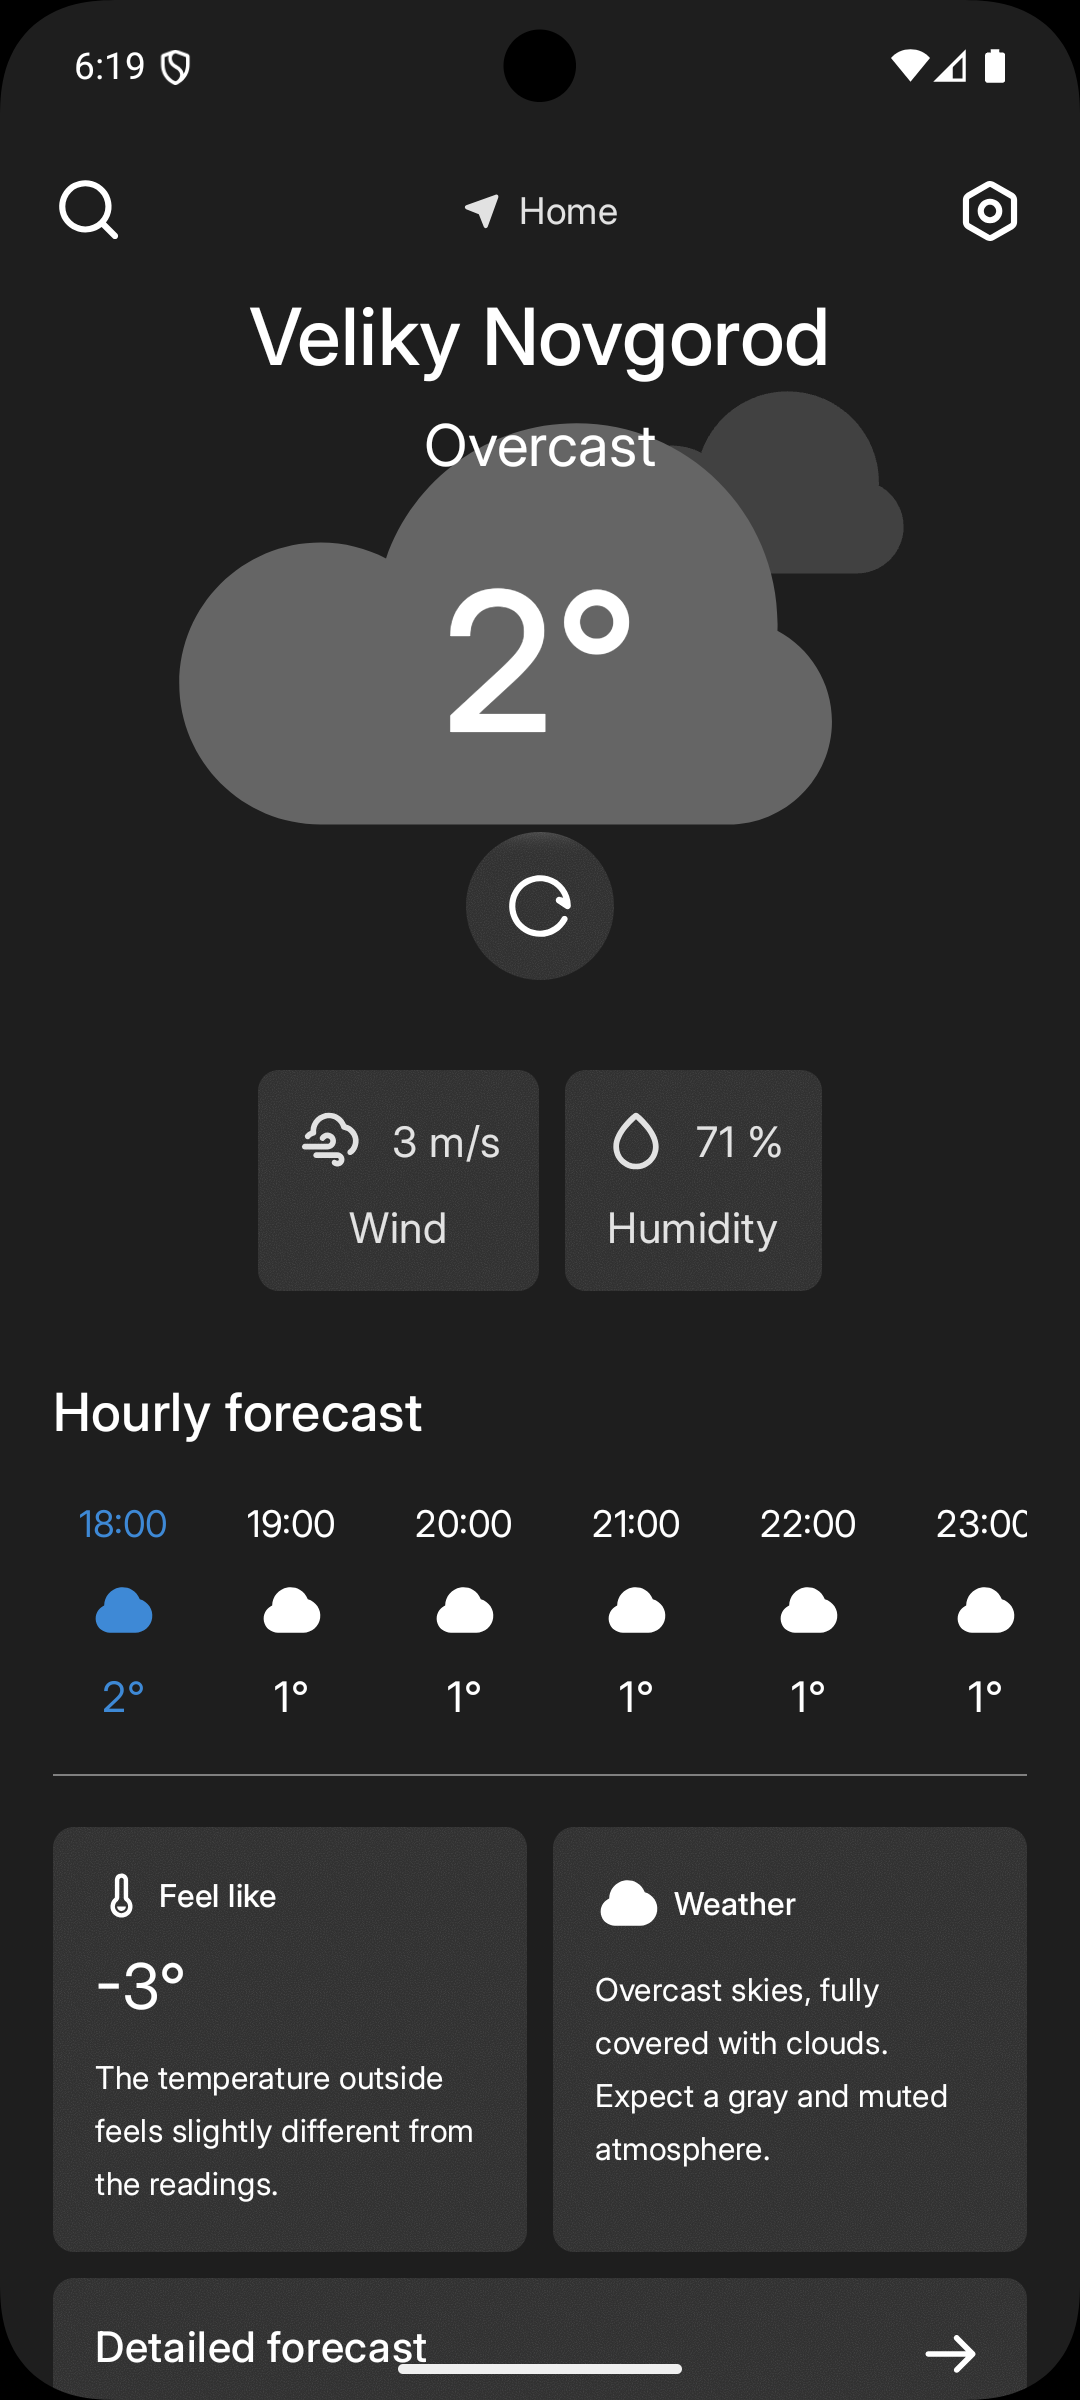 6:19
Home
Veliky Novgorod
Overcast
2°
3 m/s
Wind
71 %
Humidity
Hourly forecast
18:00 19:00 20:00 21:00 22:00 23:00
2° 1° 1° 1° 1° 1°
Feel like
-3°
The temperature outside
feels slightly different from
the readings.
Weather
Overcast skies, fully
covered with clouds.
Expect a gray and muted
atmosphere.
Detailed forecast